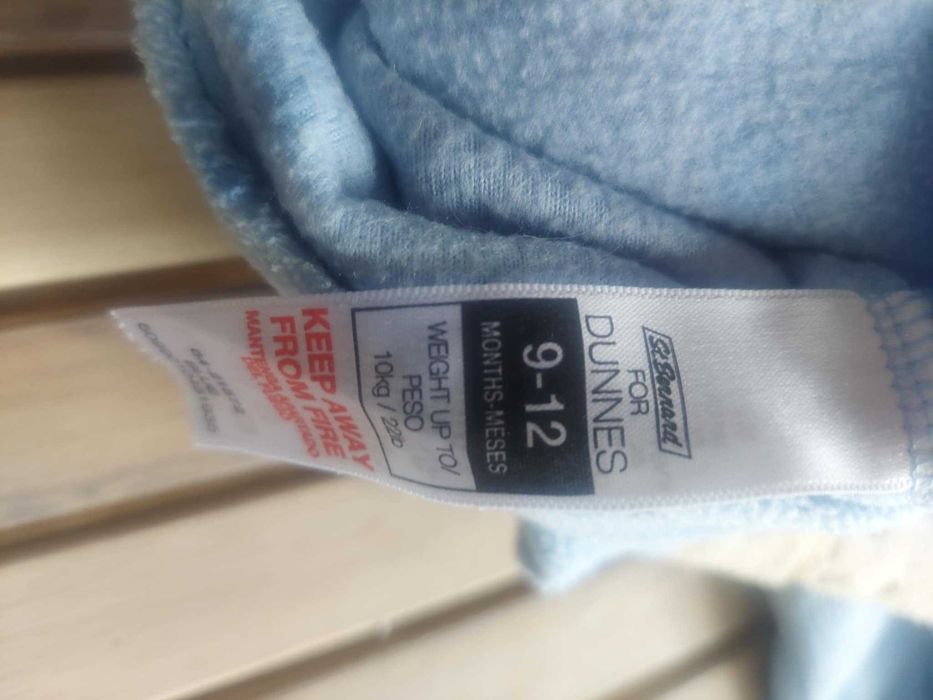 St Bernard
FOR
DUNNES
9-12
MONTHS-MESES
WEIGHT UP TO/
PESO
10kg / 22lb
KEEP AWAY
FROM FIRE